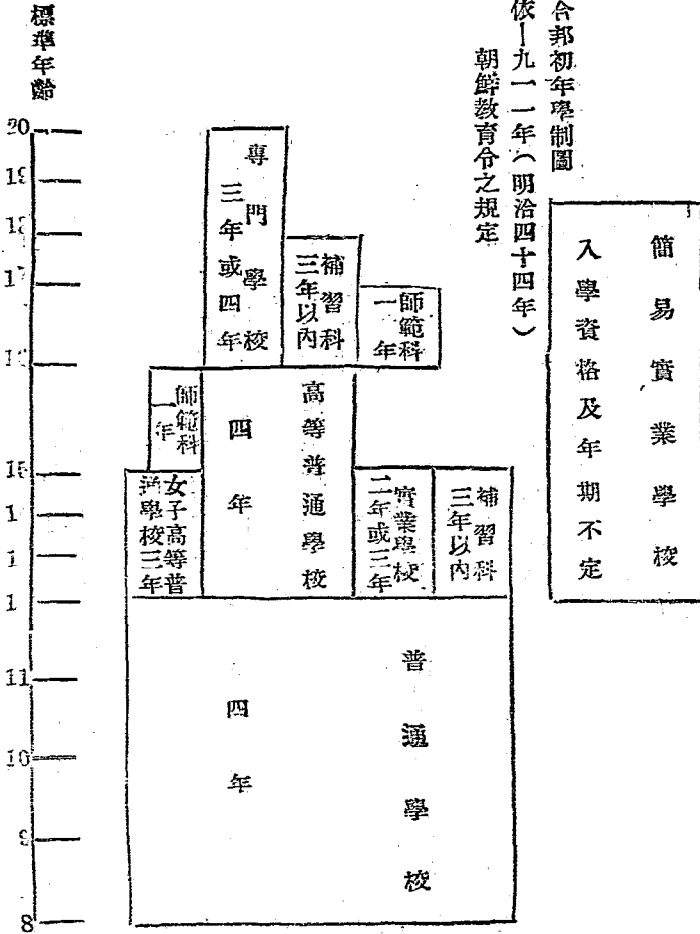 合邦初年學制圖
依一九一一年（明治四十四年）
朝鮮教育令之規定
簡易實業學校
入學資格及年期不定
標準年齡
20
19
18
17
15
11
10
9
8
專門學校
三年或四年
補習科
三年以內
師範科
一年
師範科
一年
高等普通學校
四年
女子高等普
通學校三年
實業學校
二年或三年
補習科
三年以內
普通學校
四年